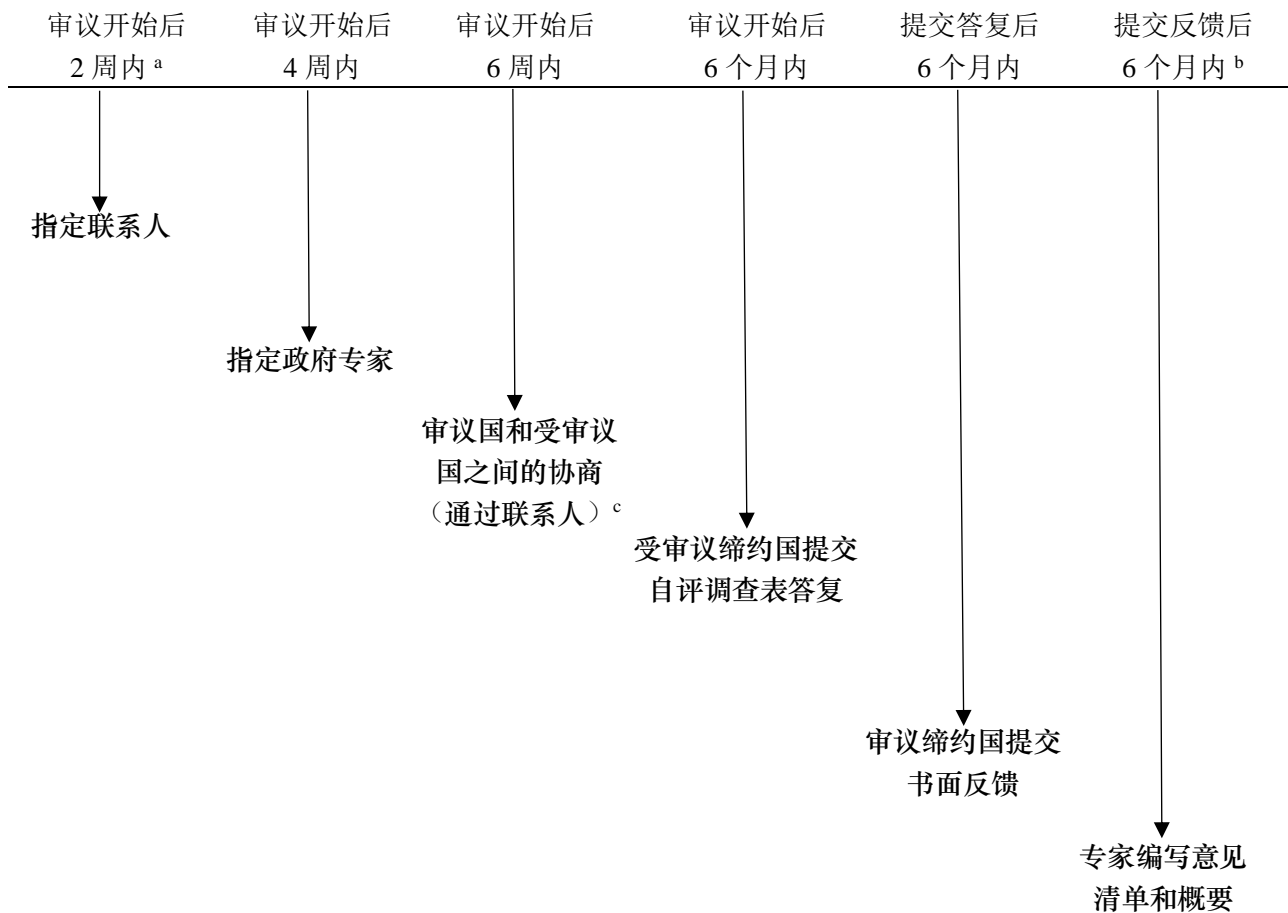 审议开始后 审议开始后 审议开始后 审议开始后 提交答复后 提交反馈后
2 周内 a 4 周内 6 周内 6 个月内 6 个月内 6 个月内 b
指定联系人
指定政府专家
审议国和受审议
国之间的协商
（通过联系人）c
受审议缔约国提交
自评调查表答复
审议缔约国提交
书面反馈
专家编写意见
清单和概要